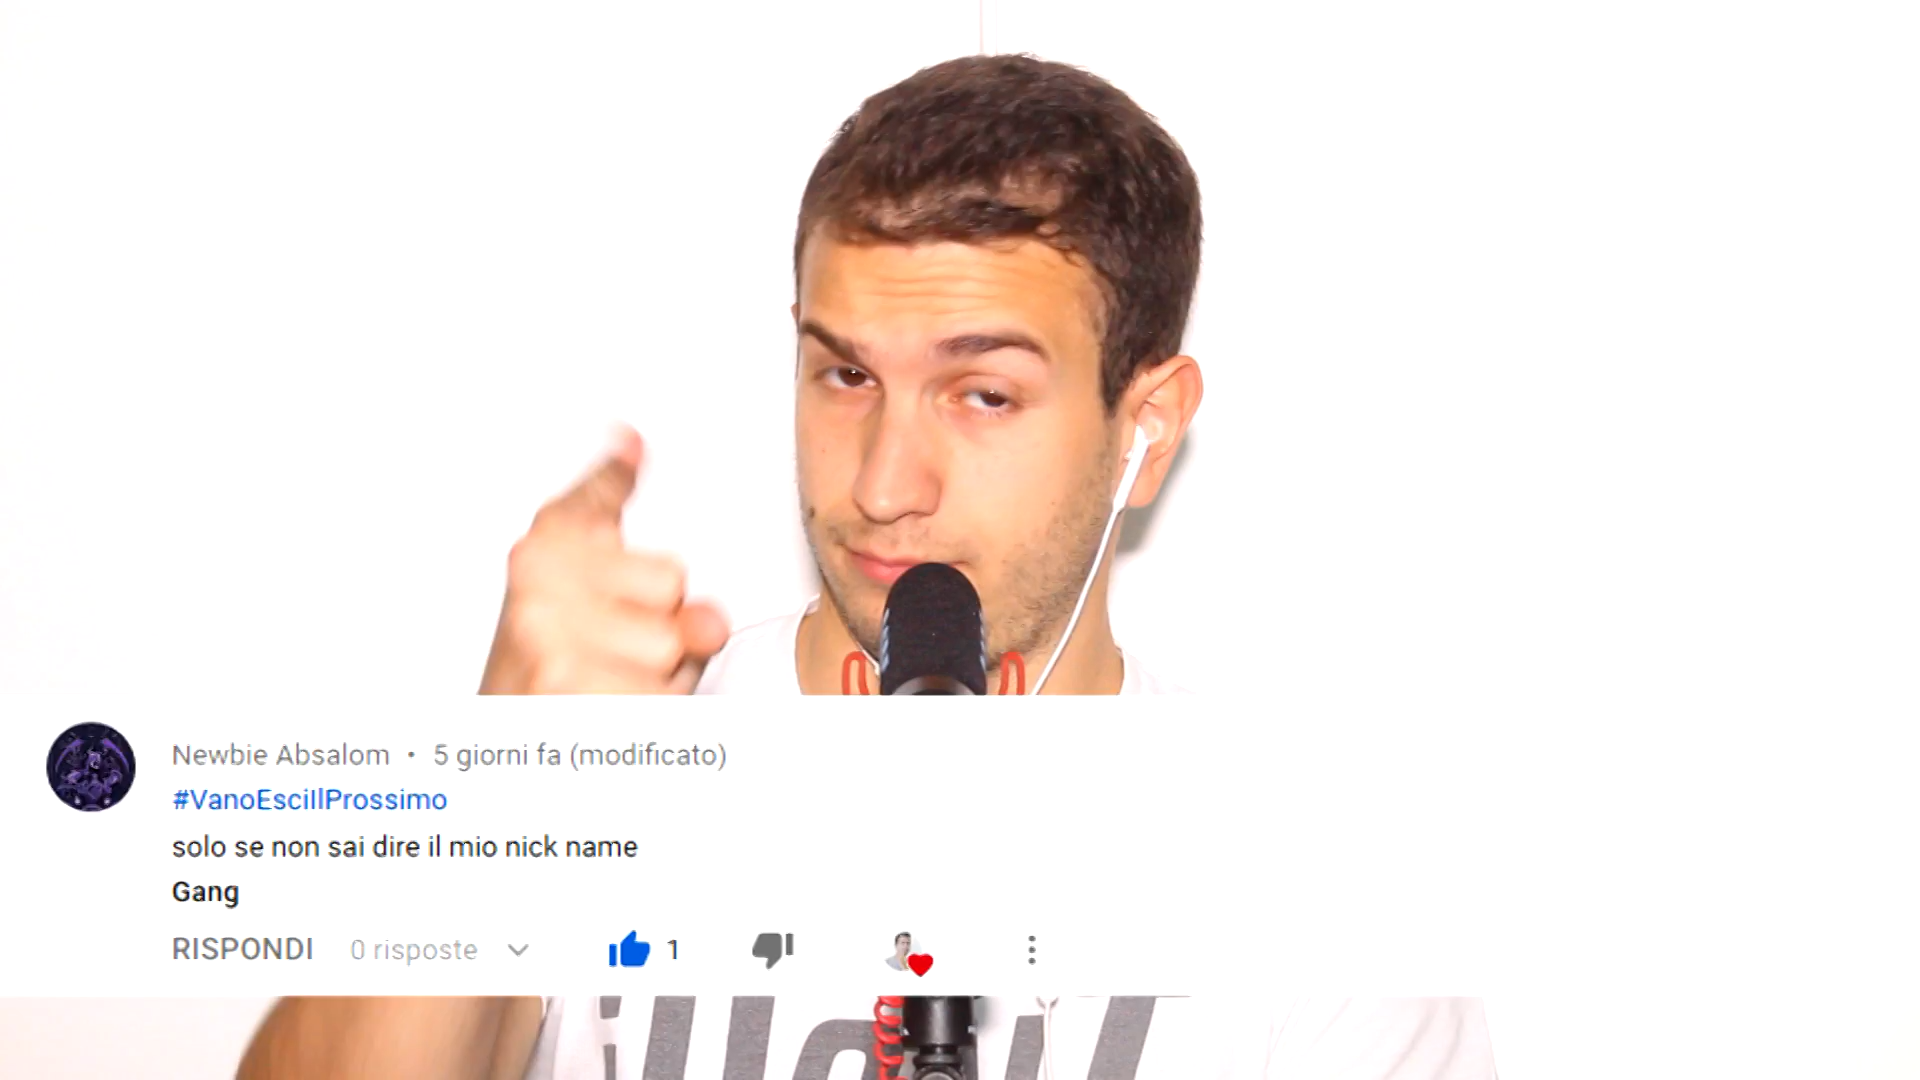 Newbie Absalom • 5 giorni fa (modificato)
#VanoEsciIlProssimo
solo se non sai dire il mio nick name
Gang
RISPONDI 0 risposte 1